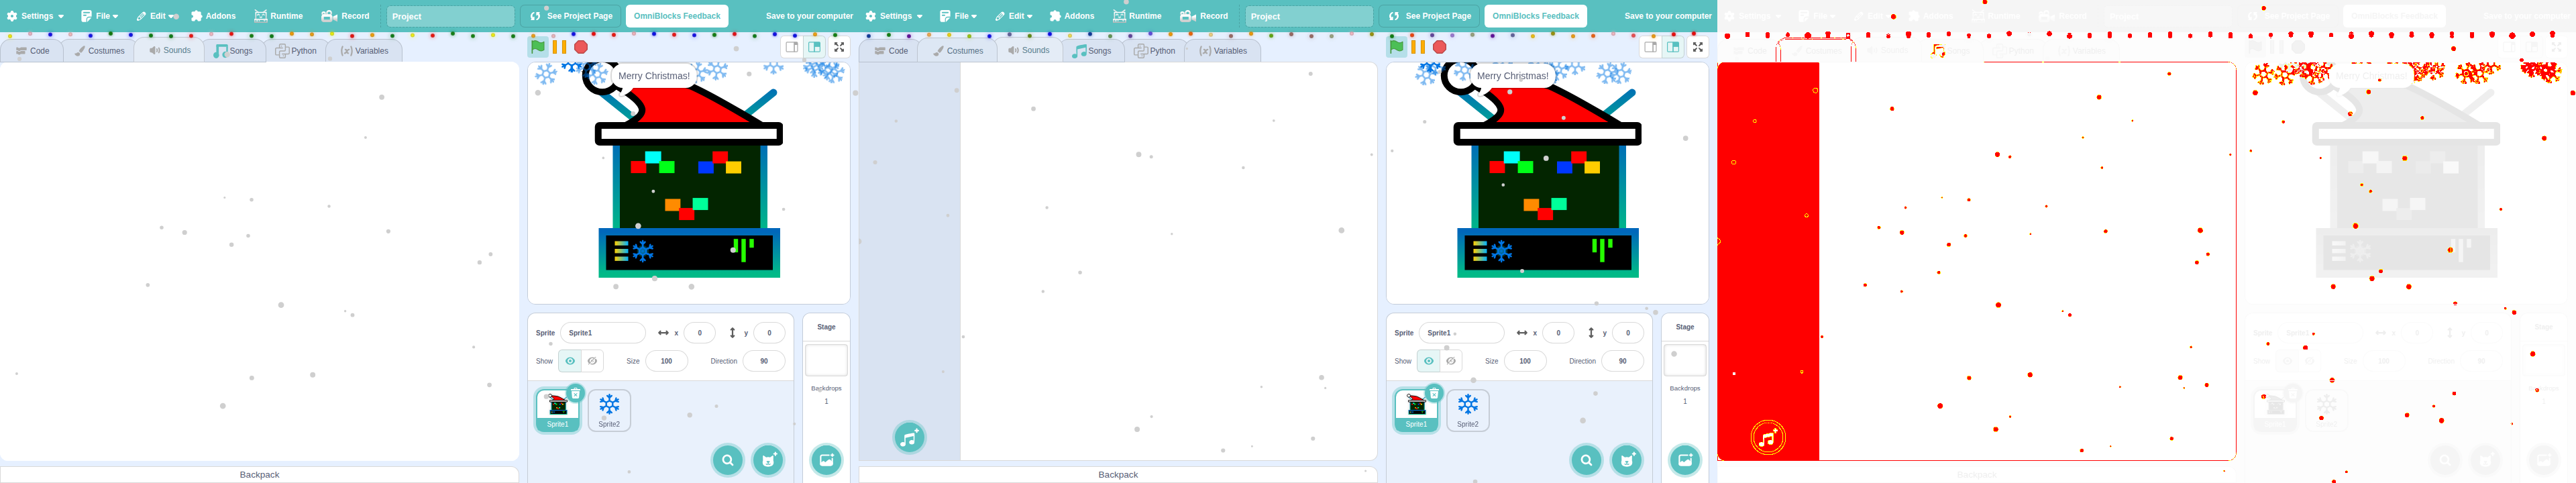 Settings File Edit Addons Runtime Record Project See Project Page OmniBlocks Feedback Save to your computer
Code Costumes Sounds Songs Python (x) Variables
Merry Christmas!
Sprite Sprite1 x 0 y 0
Show Size 100 Direction 90
Sprite1 Sprite2
Stage
Backdrops
1
Backpack
Settings File Edit Addons Runtime Record Project See Project Page OmniBlocks Feedback Save to your computer
Code Costumes Sounds Songs Python (x) Variables
Merry Christmas!
Sprite Sprite1 x 0 y 0
Show Size 100 Direction 90
Sprite1 Sprite2
Stage
Backdrops
1
Backpack
Merry Christmas!
Backpack